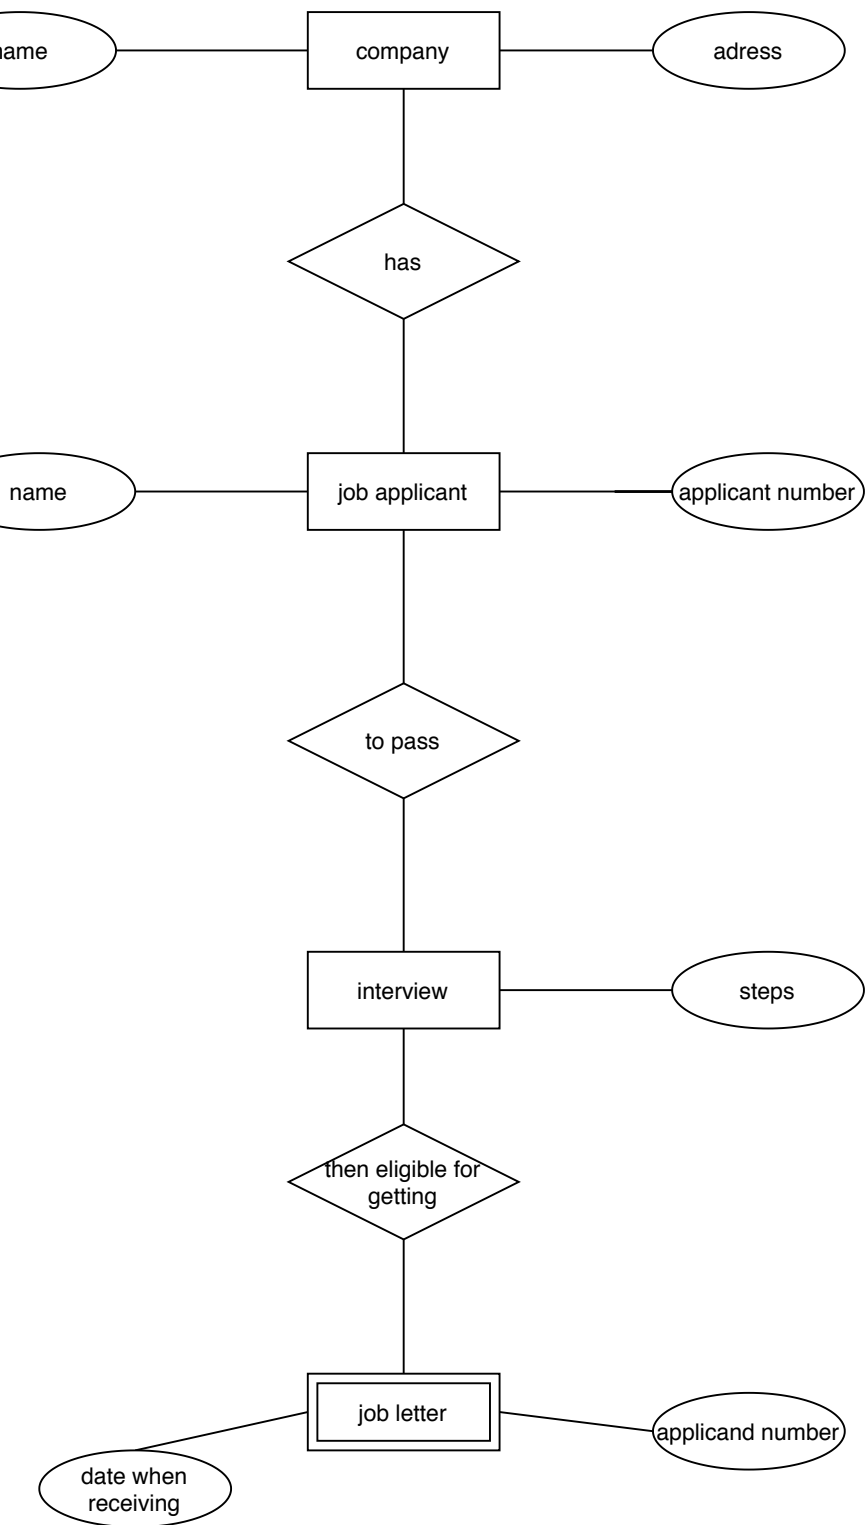 name
company
adress
has
name
job applicant
applicant number
to pass
interview
steps
then eligible for
getting
job letter
applicand number
date when
receiving